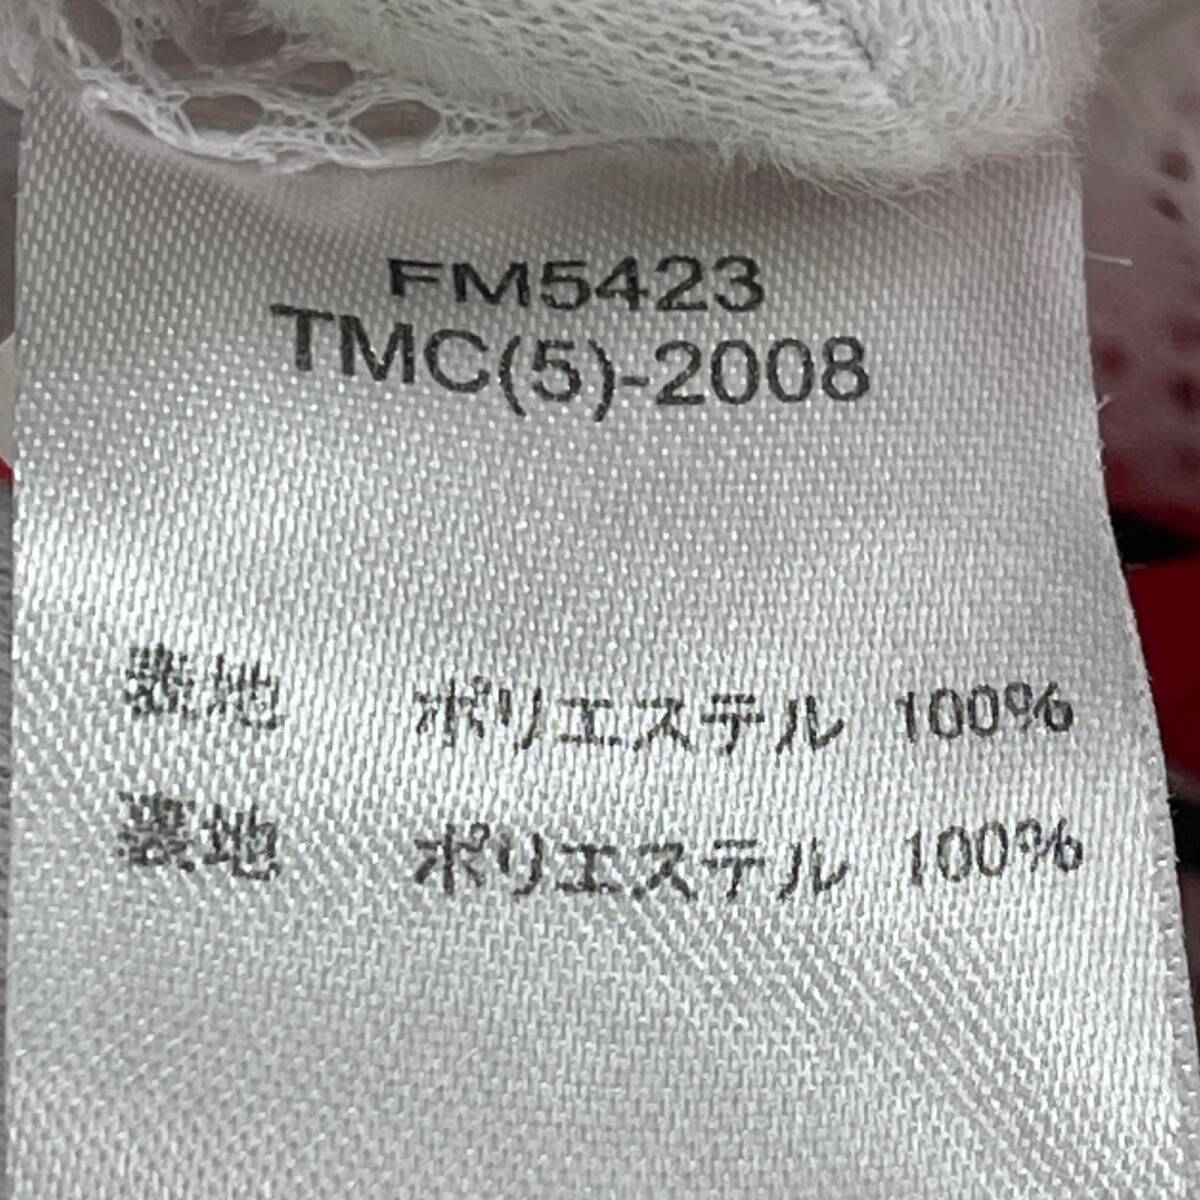 FM5423
TMC(5)-2008
表地 ポリエステル 100%
裏地 ポリエステル 100%